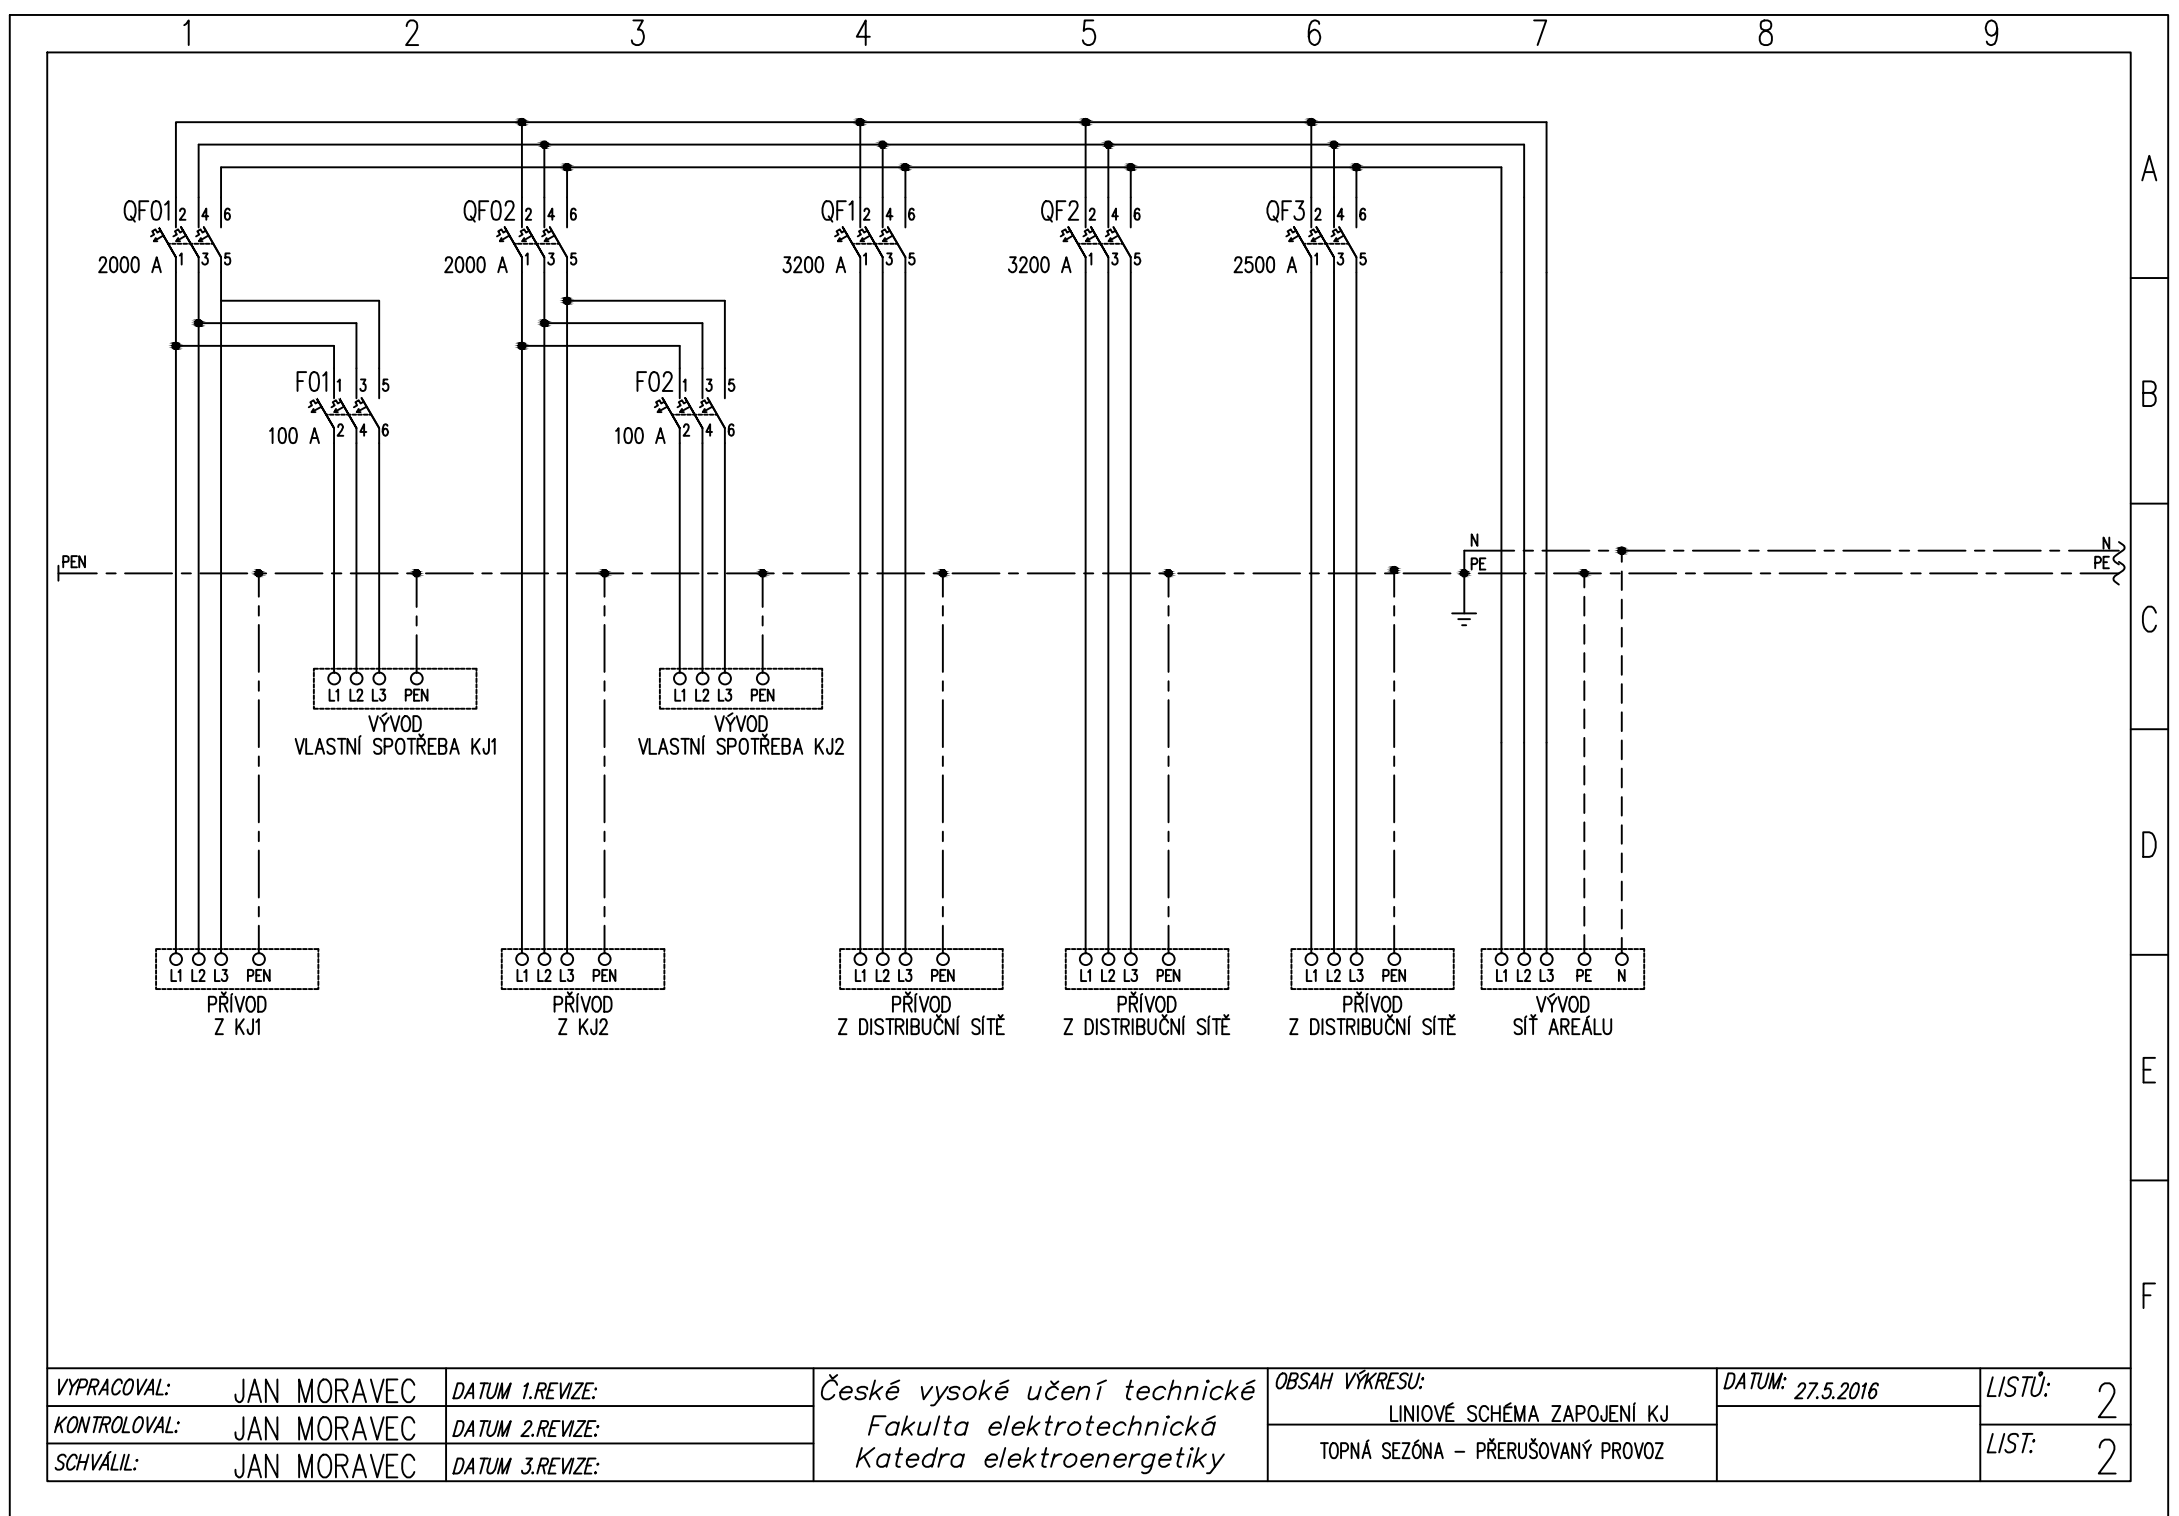 1 2 3 4 5 6 7 8 9
A
B
C
D
E
F
QF01 2 4 6
2000 A 1 3 5
QF02 2 4 6
2000 A 1 3 5
QF1 2 4 6
3200 A 1 3 5
QF2 2 4 6
3200 A 1 3 5
QF3 2 4 6
2500 A 1 3 5
F01 1 3 5
100 A 2 4 6
F02 1 3 5
100 A 2 4 6
PEN
N
PE
N
PE
L1 L2 L3 PEN
VÝVOD
VLASTNÍ SPOTŘEBA KJ1
L1 L2 L3 PEN
VÝVOD
VLASTNÍ SPOTŘEBA KJ2
L1 L2 L3 PEN
PŘÍVOD
Z KJ1
L1 L2 L3 PEN
PŘÍVOD
Z KJ2
L1 L2 L3 PEN
PŘÍVOD
Z DISTRIBUČNÍ SÍTĚ
L1 L2 L3 PEN
PŘÍVOD
Z DISTRIBUČNÍ SÍTĚ
L1 L2 L3 PEN
PŘÍVOD
Z DISTRIBUČNÍ SÍTĚ
L1 L2 L3 PE N
VÝVOD
SÍŤ AREÁLU
VYPRACOVAL: JAN MORAVEC
KONTROLOVAL: JAN MORAVEC
SCHVÁLIL: JAN MORAVEC
DATUM 1.REVIZE:
DATUM 2.REVIZE:
DATUM 3.REVIZE:
České vysoké učení technické
Fakulta elektrotechnická
Katedra elektroenergetiky
OBSAH VÝKRESU:
LINIOVÉ SCHÉMA ZAPOJENÍ KJ
TOPNÁ SEZÓNA – PŘERUŠOVANÝ PROVOZ
DATUM: 27.5.2016
LISTŮ: 2
LIST: 2